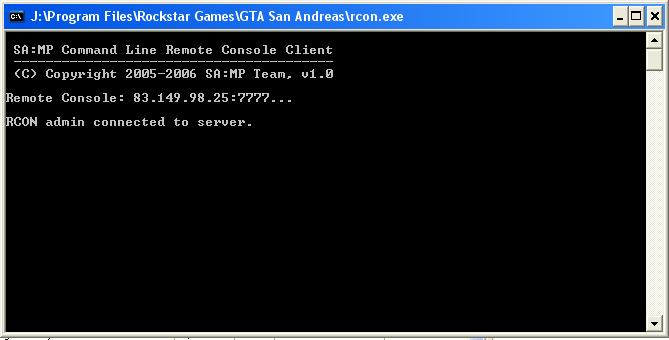 J:\Program Files\Rockstar Games\GTA San Andreas\rcon.exe
SA:MP Command Line Remote Console Client
----------------------------------------
(C) Copyright 2005-2006 SA:MP Team, v1.0
Remote Console: 83.149.98.25:7777...
RCON admin connected to server.